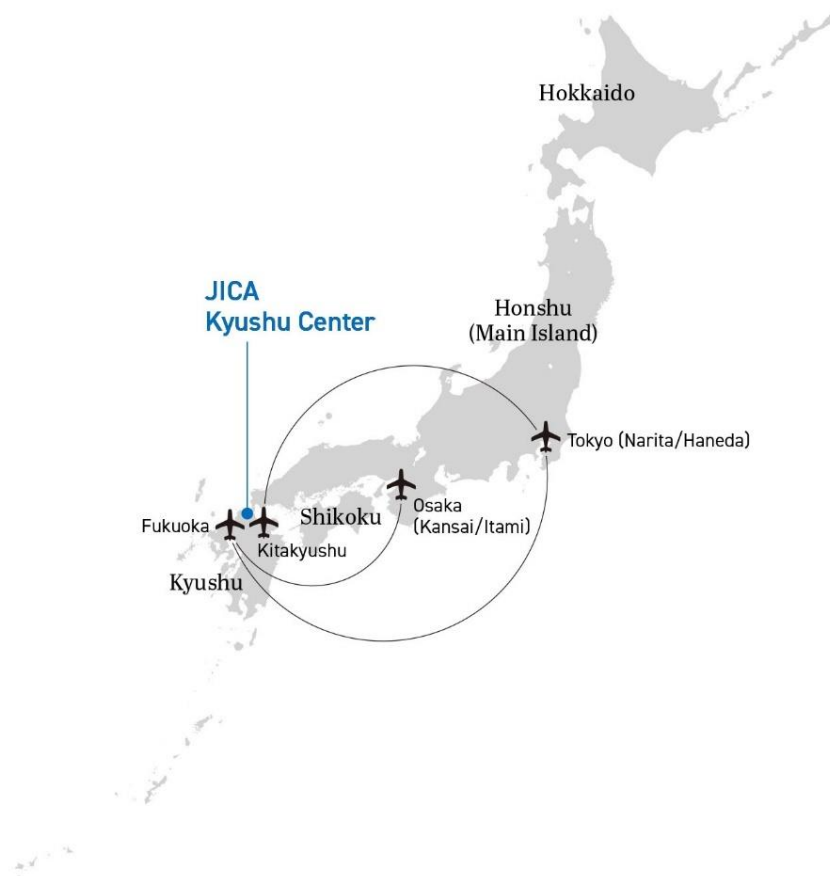 Hokkaido
JICA
Kyushu Center
Honshu
(Main Island)
Tokyo (Narita/Haneda)
Osaka
(Kansai/Itami)
Shikoku
Fukuoka
Kitakyushu
Kyushu